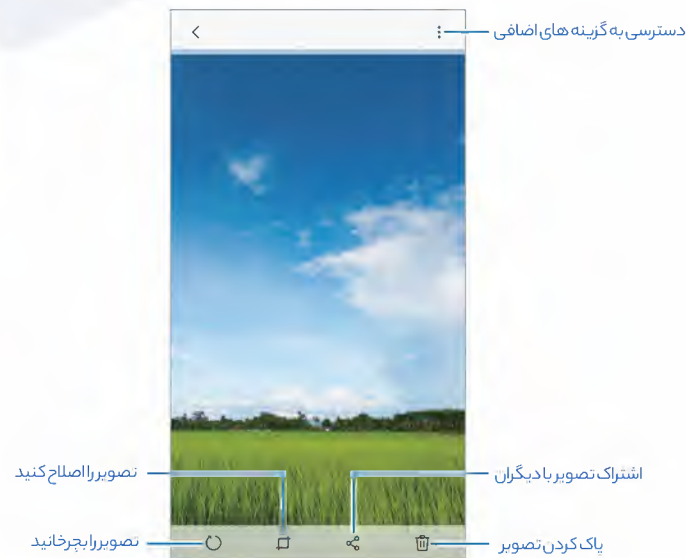 دسترسی به گزینه های اضافی
تصویر را اصلاح کنید
اشتراک تصویر با دیگران
تصویر را بچرخانید
پاک کردن تصویر